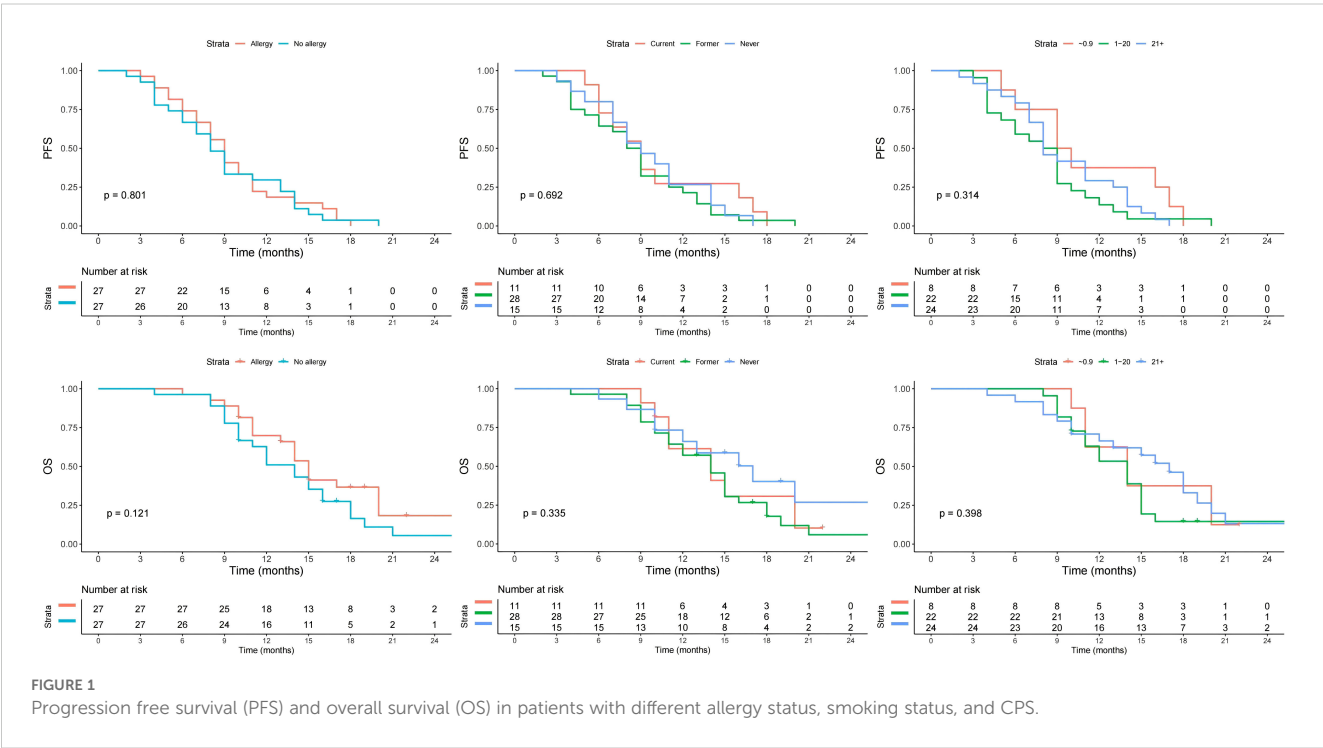 Strata Allergy No allergy
1.00
0.75
0.50
0.25
0.00
PFS
p = 0.801
0 3 6 9 12 15 18 21 24
Time (months)
Number at risk
Strata
27 27 22 15 6 4 1 0 0
27 26 20 13 8 3 1 0 0
0 3 6 9 12 15 18 21 24
Time (months)
Strata Current Former Never
1.00
0.75
0.50
0.25
0.00
PFS
p = 0.692
0 3 6 9 12 15 18 21 24
Time (months)
Number at risk
Strata
11 11 10 6 3 3 1 0 0
28 27 20 14 7 2 1 0 0
15 15 12 8 4 2 0 0 0
0 3 6 9 12 15 18 21 24
Time (months)
Strata −0.9 1−20 21+
1.00
0.75
0.50
0.25
0.00
PFS
p = 0.314
0 3 6 9 12 15 18 21 24
Time (months)
Number at risk
Strata
8 8 7 6 3 3 1 0 0
22 22 15 11 4 1 1 0 0
24 23 20 11 7 3 0 0 0
0 3 6 9 12 15 18 21 24
Time (months)
Strata Allergy No allergy
1.00
0.75
0.50
0.25
0.00
OS
p = 0.121
0 3 6 9 12 15 18 21 24
Time (months)
Number at risk
Strata
27 27 27 25 18 13 8 3 2
27 27 26 24 16 11 5 2 1
0 3 6 9 12 15 18 21 24
Time (months)
Strata Current Former Never
1.00
0.75
0.50
0.25
0.00
OS
p = 0.335
0 3 6 9 12 15 18 21 24
Time (months)
Number at risk
Strata
11 11 11 11 6 4 3 1 0
28 28 27 25 18 12 6 2 1
15 15 15 13 10 8 4 2 2
0 3 6 9 12 15 18 21 24
Time (months)
Strata −0.9 1−20 21+
1.00
0.75
0.50
0.25
0.00
OS
p = 0.398
0 3 6 9 12 15 18 21 24
Time (months)
Number at risk
Strata
8 8 8 8 5 3 3 1 0
22 22 22 21 13 8 3 1 1
24 24 23 20 16 13 7 3 2
0 3 6 9 12 15 18 21 24
Time (months)
FIGURE 1
Progression free survival (PFS) and overall survival (OS) in patients with different allergy status, smoking status, and CPS.